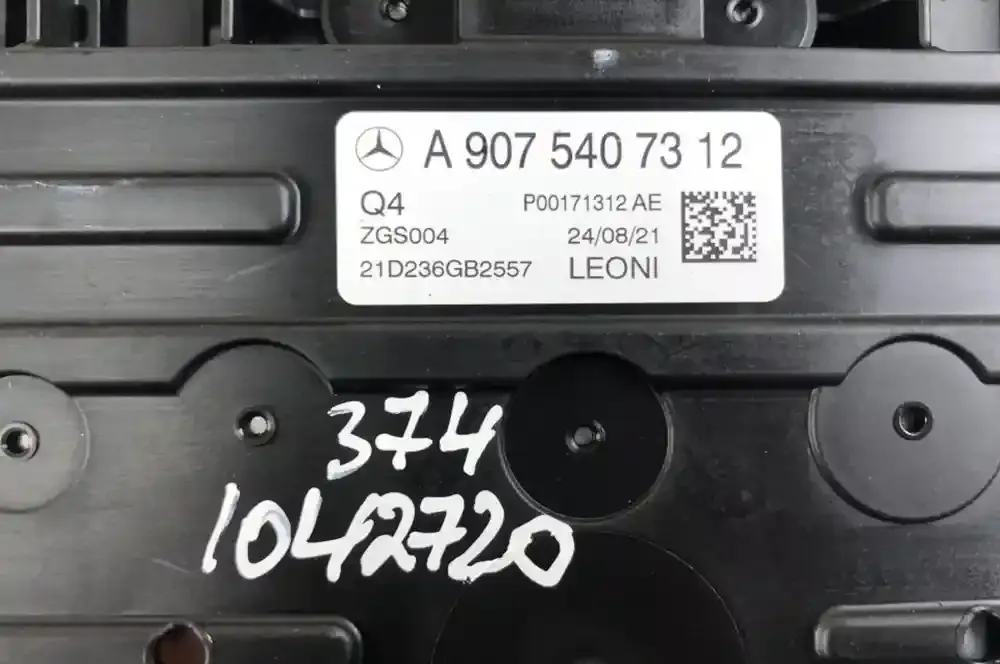 A 907 540 73 12
Q4 P00171312 AE
ZGS004 24/08/21
21D236GB2557 LEONI
374
1042720